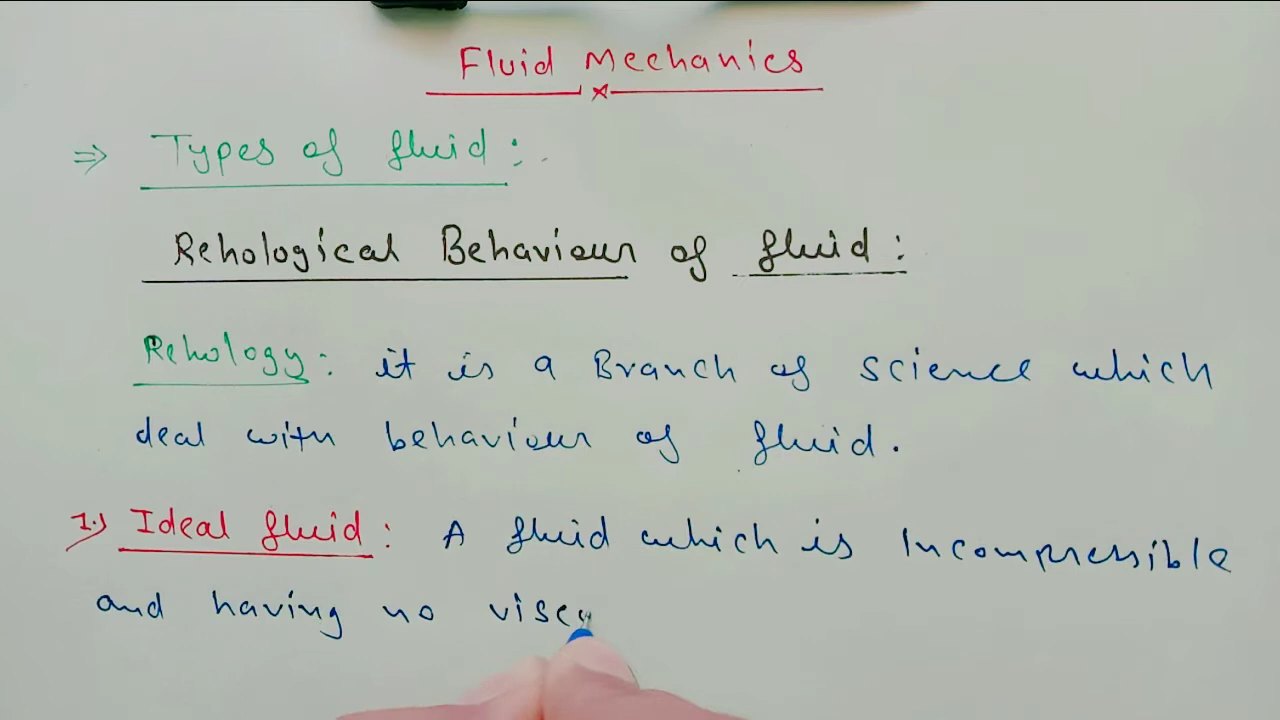 Fluid Mechanics
⇒ Types of fluid :-
Rehological Behaviour of fluid :
Rehology : it is a Branch of science which
deal with behaviour of fluid.
1.) Ideal fluid : A fluid which is Incompressible
and having no visco